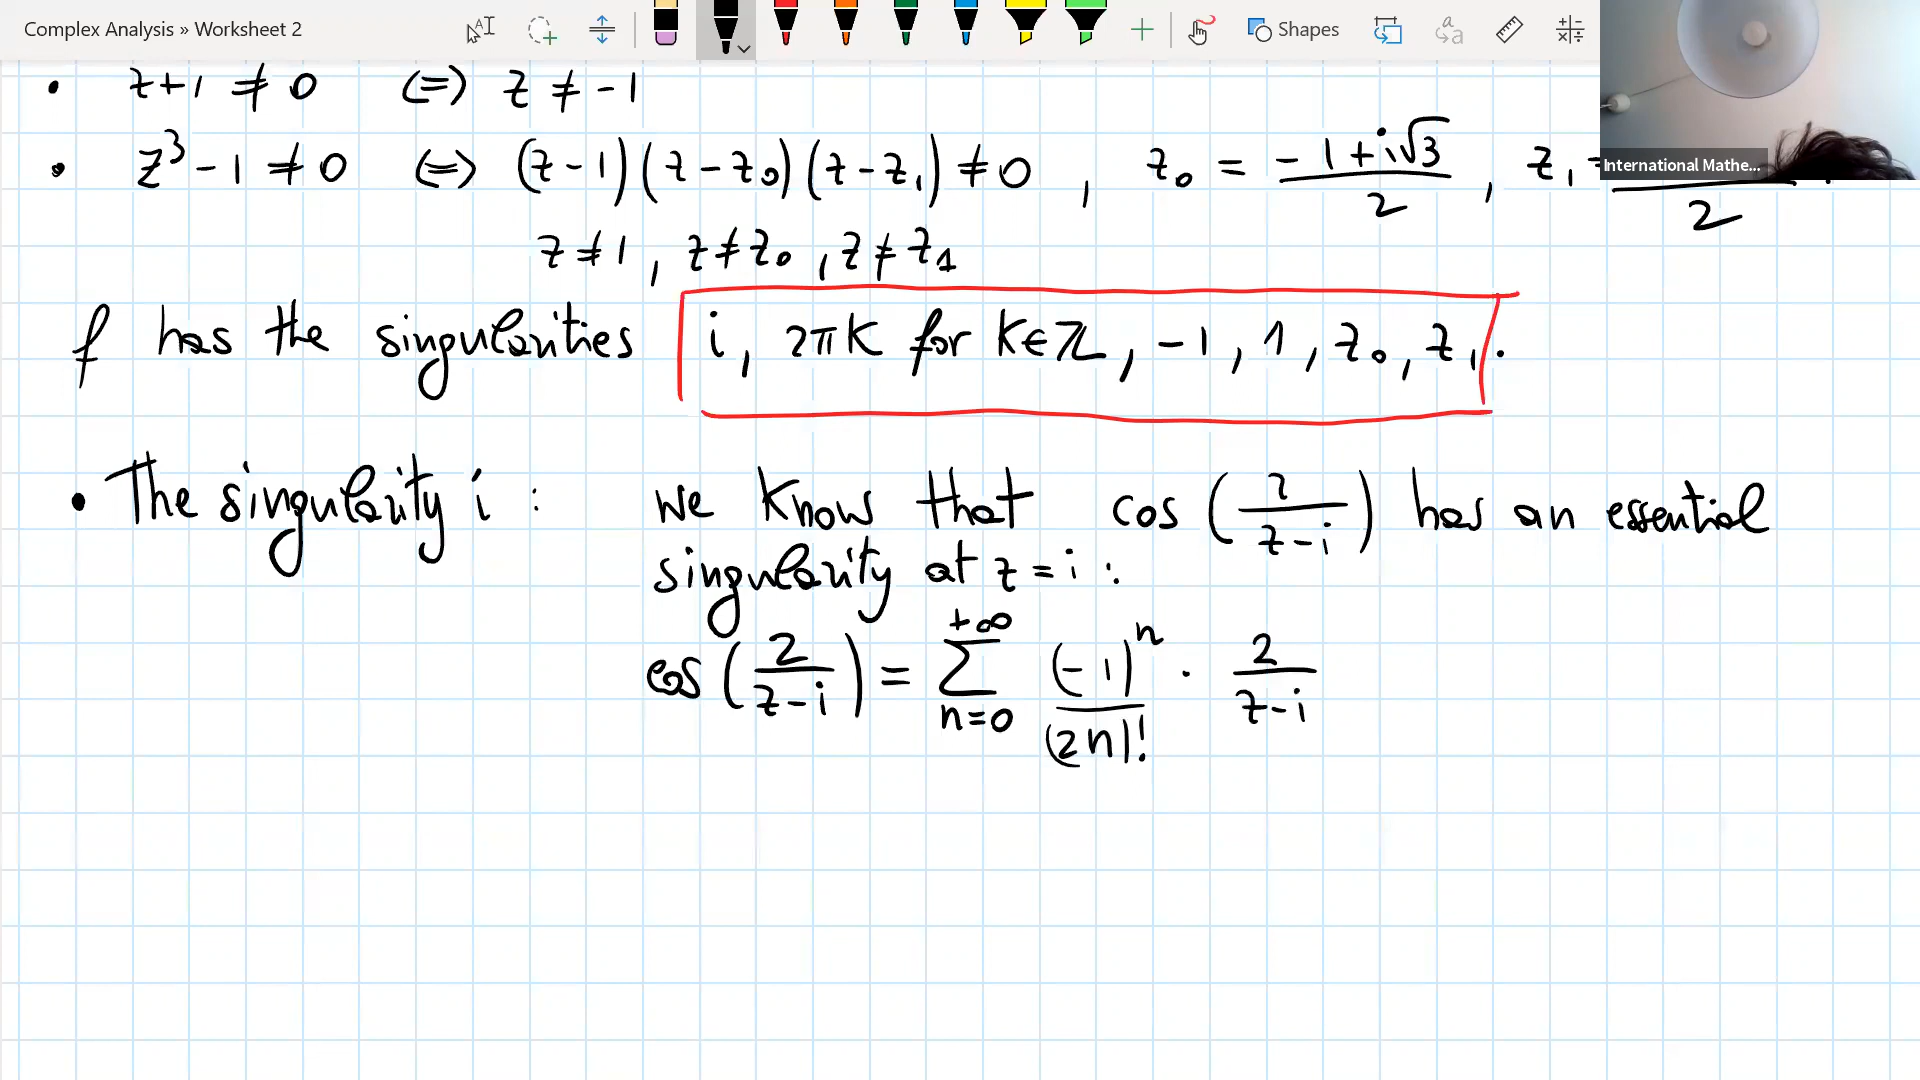 Complex Analysis » Worksheet 2
Shapes
International Mathe...
• z+1 ≠ 0 (=) z ≠ -1
• z³ - 1 ≠ 0 (=) (z-1)(z-z₀)(z-z₁) ≠ 0 , z₀ = (-1+i√3)/2 , z₁ = /2
z ≠ 1 , z ≠ z₀ , z ≠ z₁
f has the singularities i, 2πK for K∈ℤ, -1, 1, z₀, z₁.
• The singularity i : we know that cos(2/(z-i)) has an essential
singularity at z = i :
cos(2/(z-i)) = ∑_{n=0}^{+∞} (-1)ⁿ/(2n)! · 2/(z-i)